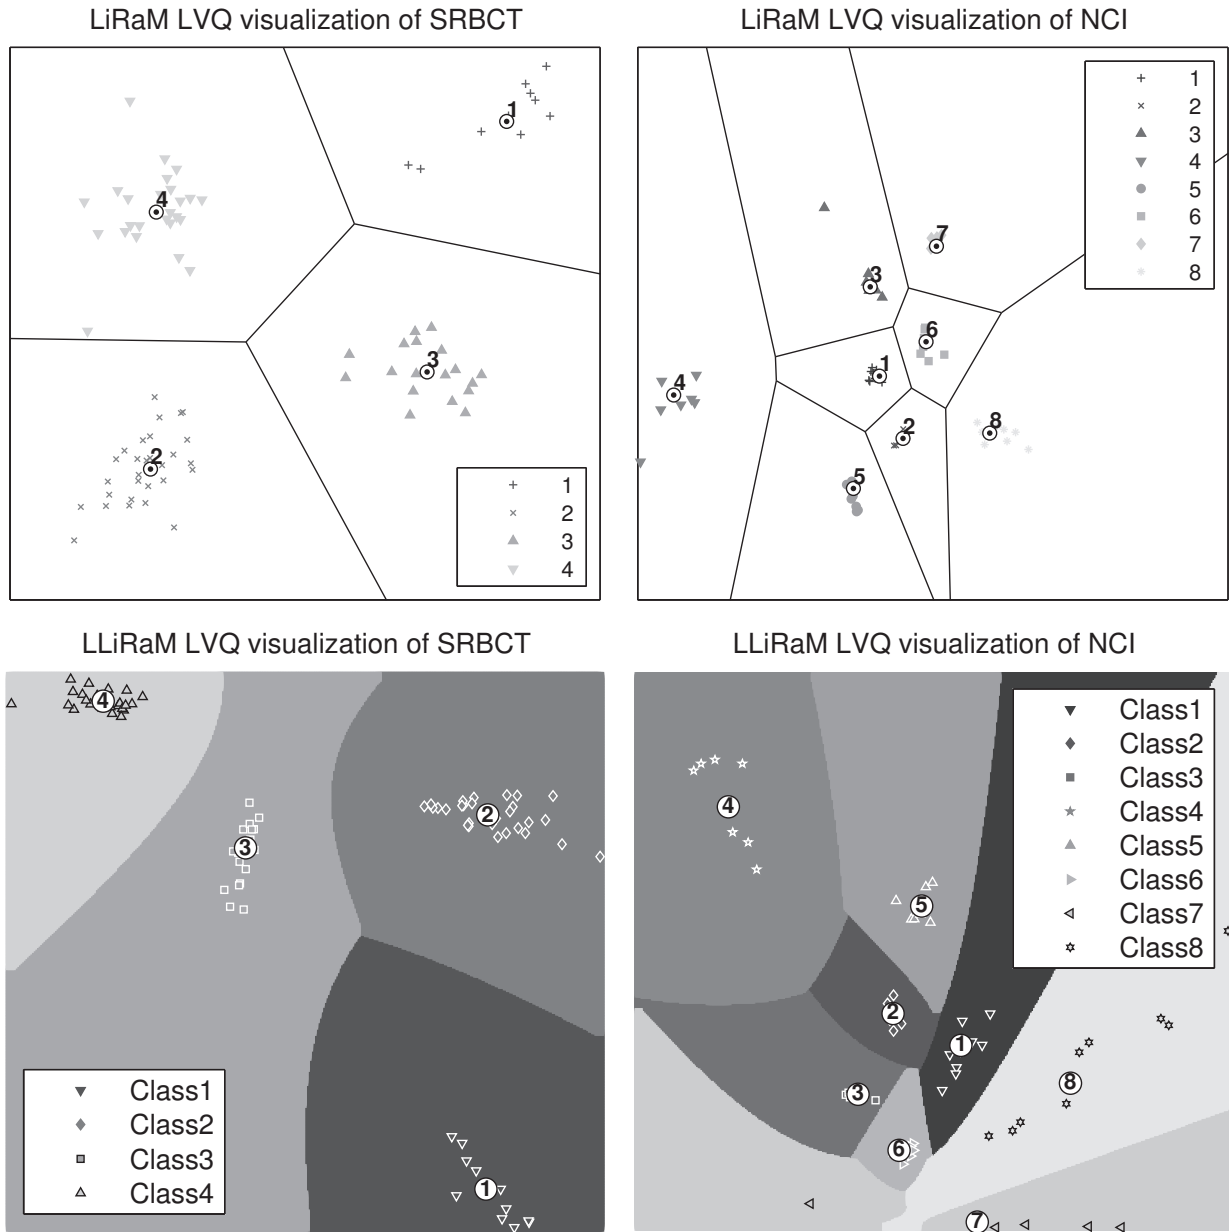 LiRaM LVQ visualization of SRBCT
1
4
3
2
1
2
3
4
LiRaM LVQ visualization of NCI
1
2
3
4
5
6
7
8
7
3
6
1
4
2
8
5
LLiRaM LVQ visualization of SRBCT
4
2
3
1
Class1
Class2
Class3
Class4
LLiRaM LVQ visualization of NCI
Class1
Class2
Class3
Class4
Class5
Class6
Class7
Class8
4
5
2
1
8
3
6
7